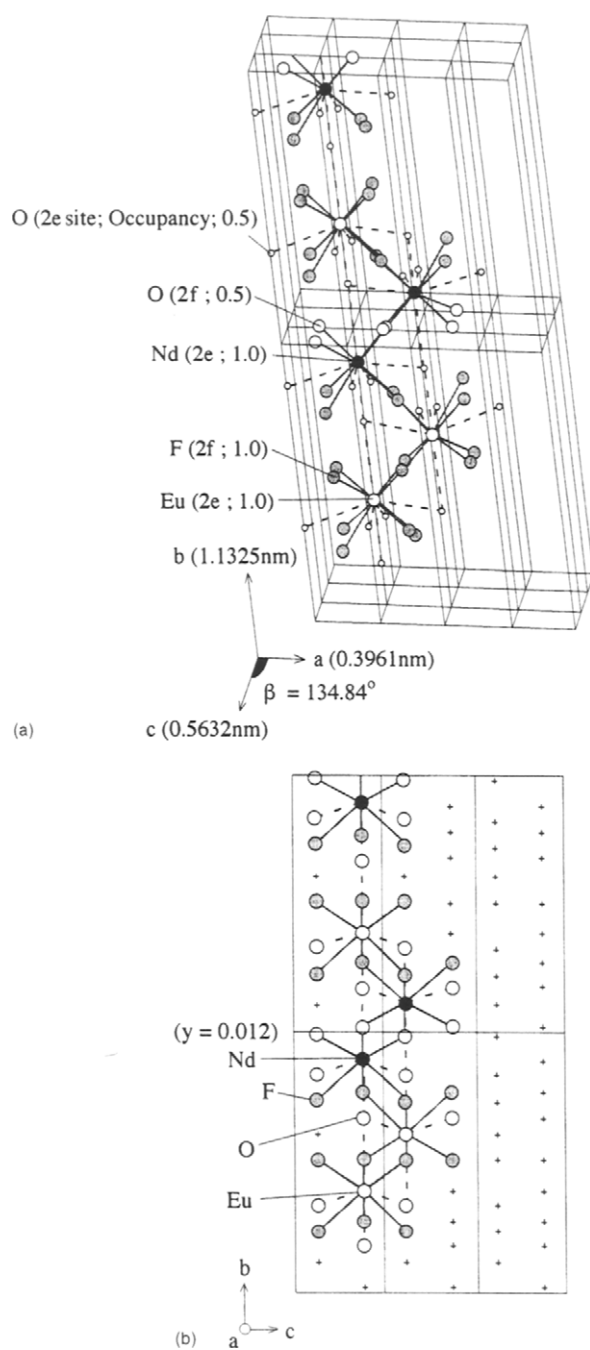 O (2e site; Occupancy; 0.5)
O (2f ; 0.5)
Nd (2e ; 1.0)
F (2f ; 1.0)
Eu (2e ; 1.0)
b (1.1325nm)
a (0.3961nm)
β = 134.84°
(a)
c (0.5632nm)
(y = 0.012)
Nd
F
O
Eu
b
a
c
(b)